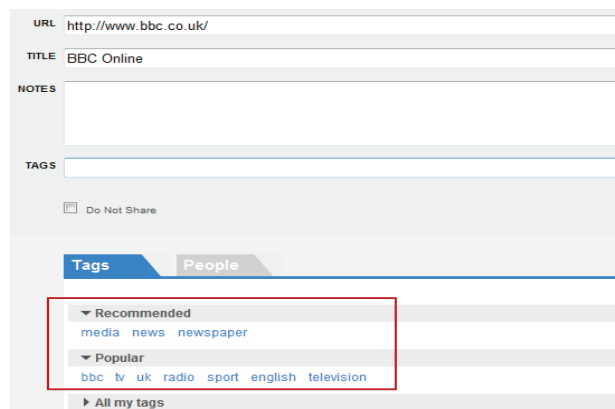 URL http://www.bbc.co.uk/
TITLE BBC Online
NOTES
TAGS
Do Not Share
Tags People
Recommended
media news newspaper
Popular
bbc tv uk radio sport english television
All my tags